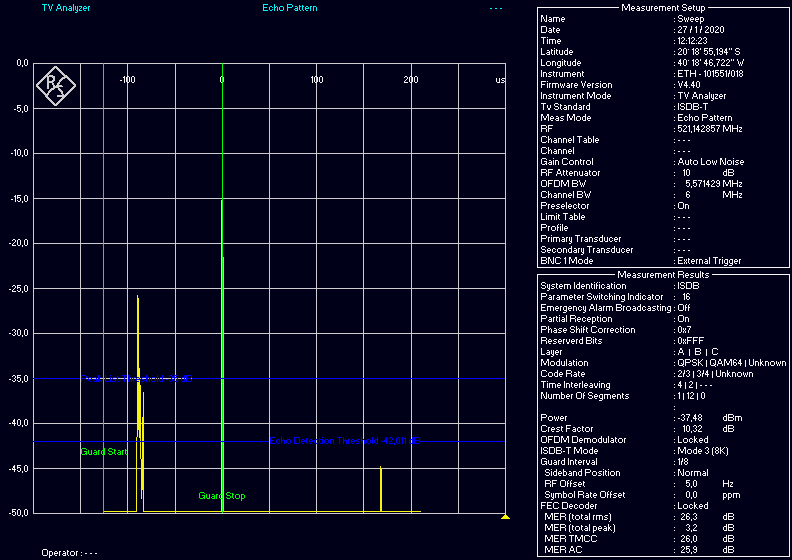 TV Analyzer Echo Pattern ---
0,0
-5,0
-10,0
-15,0
-20,0
-25,0
-30,0
-35,0
-40,0
-45,0
-50,0
-100 0 100 200 us
R S
Echo Detection Threshold -42,0 dB
Guard Start
Guard Stop
Operator : ---
Measurement Setup
Name : Sweep
Date : 27 / 1 / 2020
Time : 12:12:23
Latitude : 20° 18' 55,194" S
Longitude : 40° 18' 46,722" W
Instrument : ETH - 101551/018
Firmware Version : V4.40
Instrument Mode : TV Analyzer
Tv Standard : ISDB-T
Meas Mode : Echo Pattern
RF : 521,142857 MHz
Channel Table : ---
Channel : ---
Gain Control : Auto Low Noise
RF Attenuator : 10 dB
OFDM BW : 5,571429 MHz
Channel BW : 6 MHz
Preselector : On
Limit Table : ---
Profile : ---
Primary Transducer : ---
Secondary Transducer : ---
BNC 1 Mode : External Trigger
Measurement Results
System Identification : ISDB
Parameter Switching Indicator : 16
Emergency Alarm Broadcasting : Off
Partial Reception : On
Phase Shift Correction : 0x7
Reserverd Bits : 0xFFF
Layer : A | B | C
Modulation : QPSK | QAM64 | Unknown
Code Rate : 2/3 | 3/4 | Unknown
Time Interleaving : 4 | 2 | ---
Number Of Segments : 1 | 12 | 0
:
Power : -37,48 dBm
Crest Factor : 10,32 dB
OFDM Demodulator : Locked
ISDB-T Mode : Mode 3 (8K)
Guard Interval : 1/8
Sideband Position : Normal
RF Offset : 5,0 Hz
Symbol Rate Offset : 0,0 ppm
FEC Decoder : Locked
MER (total rms) : 26,3 dB
MER (total peak) : 3,2 dB
MER TMCC : 26,0 dB
MER AC : 25,9 dB